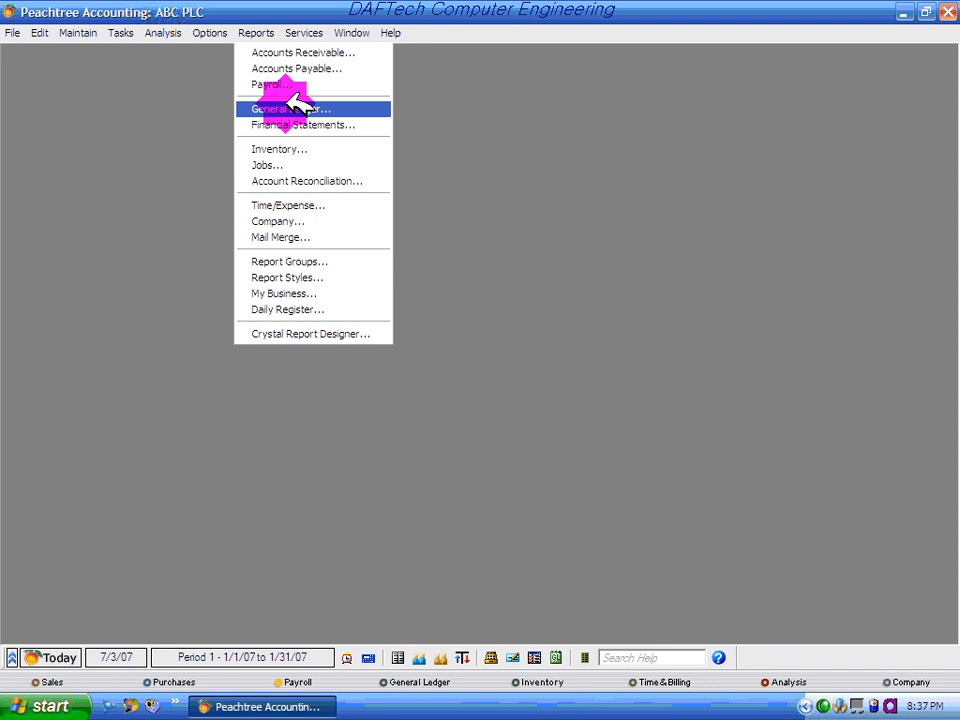 Peachtree Accounting: ABC PLC
DAFTech Computer Engineering
File Edit Maintain Tasks Analysis Options Reports Services Window Help
Accounts Receivable...
Accounts Payable...
Payroll...
General Ledger...
Financial Statements...
Inventory...
Jobs...
Account Reconciliation...
Time/Expense...
Company...
Mail Merge...
Report Groups...
Report Styles...
My Business...
Daily Register...
Crystal Report Designer...
Today 7/3/07 Period 1 - 1/1/07 to 1/31/07 Search Help
Sales Purchases Payroll General Ledger Inventory Time & Billing Analysis Company
start Peachtree Accountin... 8:37 PM